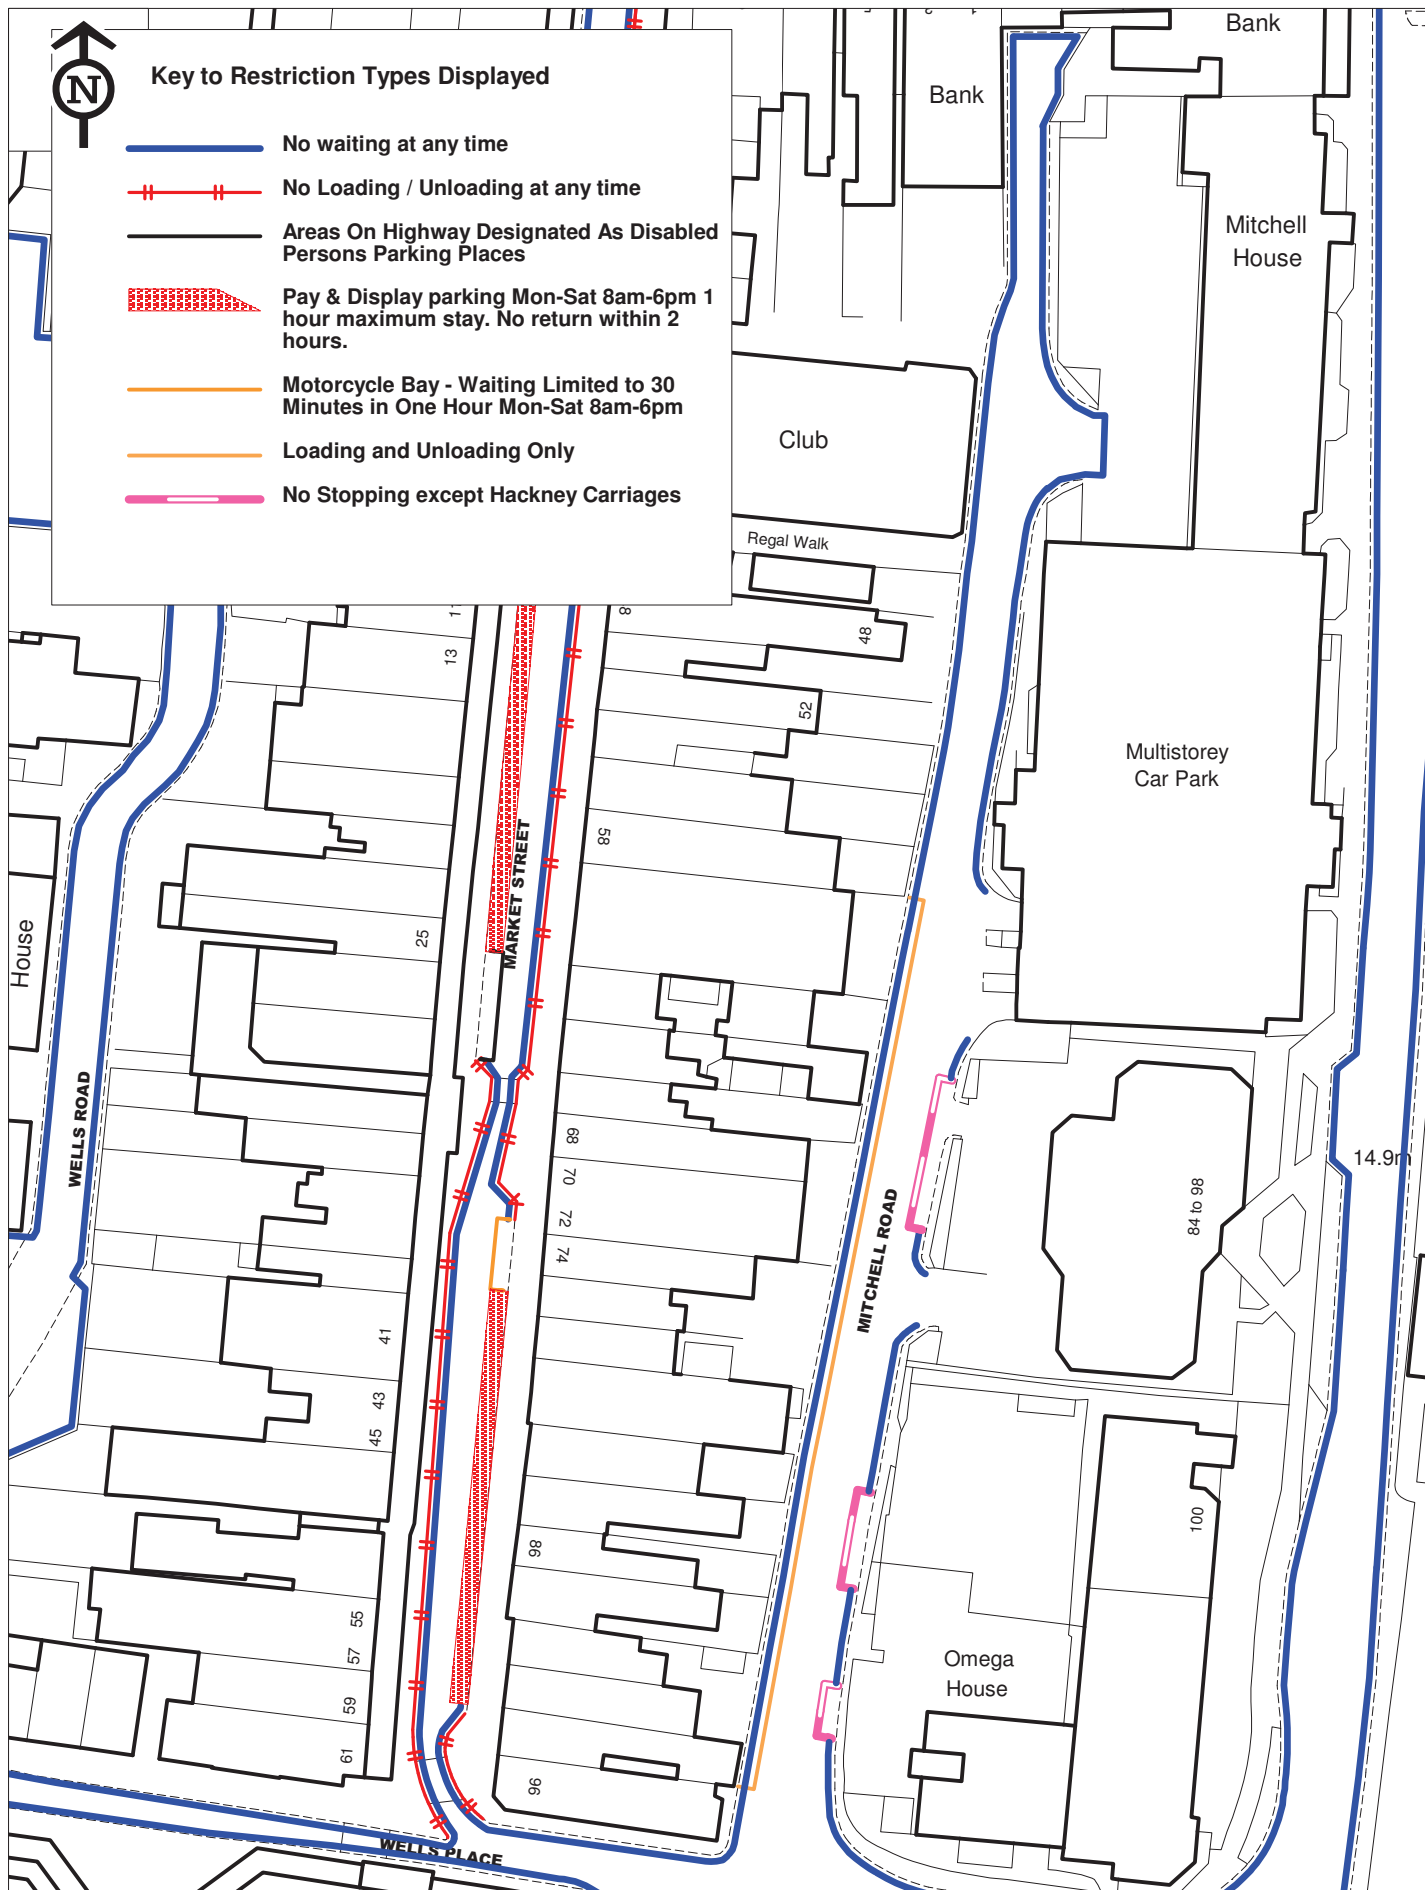 Bank
N
Key to Restriction Types Displayed
No waiting at any time
No Loading / Unloading at any time
Areas On Highway Designated As Disabled
Persons Parking Places
Pay & Display parking Mon-Sat 8am-6pm 1
hour maximum stay. No return within 2
hours.
Motorcycle Bay - Waiting Limited to 30
Minutes in One Hour Mon-Sat 8am-6pm
Loading and Unloading Only
No Stopping except Hackney Carriages
Bank
Mitchell
House
Club
Regal Walk
13
48
52
Multistorey
Car Park
58
MARKET STREET
25
House
WELLS ROAD
68
70
72
74
14.9m
84 to 98
MITCHELL ROAD
41
43
45
86
100
55
57
59
61
Omega
House
96
WELLS PLACE